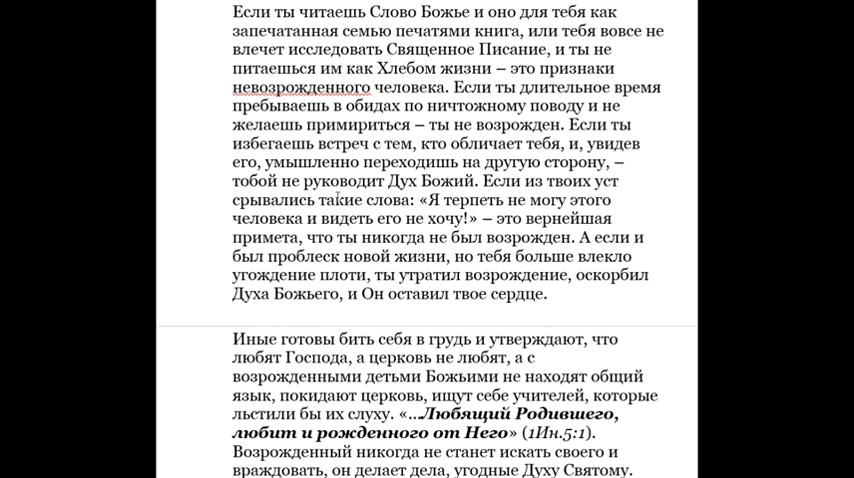 Если ты читаешь Слово Божье и оно для тебя как
запечатанная семью печатями книга, или тебя вовсе не
влечет исследовать Священное Писание, и ты не
питаешься им как Хлебом жизни – это признаки
невозрожденного человека. Если ты длительное время
пребываешь в обидах по ничтожному поводу и не
желаешь примириться – ты не возрожден. Если ты
избегаешь встреч с тем, кто обличает тебя, и, увидев
его, умышленно переходишь на другую сторону, –
тобой не руководит Дух Божий. Если из твоих уст
срывались такие слова: «Я терпеть не могу этого
человека и видеть его не хочу!» – это вернейшая
примета, что ты никогда не был возрожден. А если и
был проблеск новой жизни, но тебя больше влекло
угождение плоти, ты утратил возрождение, оскорбил
Духа Божьего, и Он оставил твое сердце.
Иные готовы бить себя в грудь и утверждают, что
любят Господа, а церковь не любят, а с
возрожденными детьми Божьими не находят общий
язык, покидают церковь, ищут себе учителей, которые
льстили бы их слуху. «...Любящий Родившего,
любит и рожденного от Него» (1Ин.5:1).
Возрожденный никогда не станет искать своего и
враждовать, он делает дела, угодные Духу Святому.